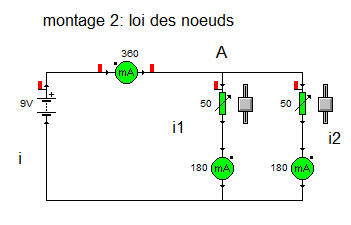 montage 2: loi des noeuds
360
A
mA
9V
50
50
i1
i2
i
180
mA
180
mA